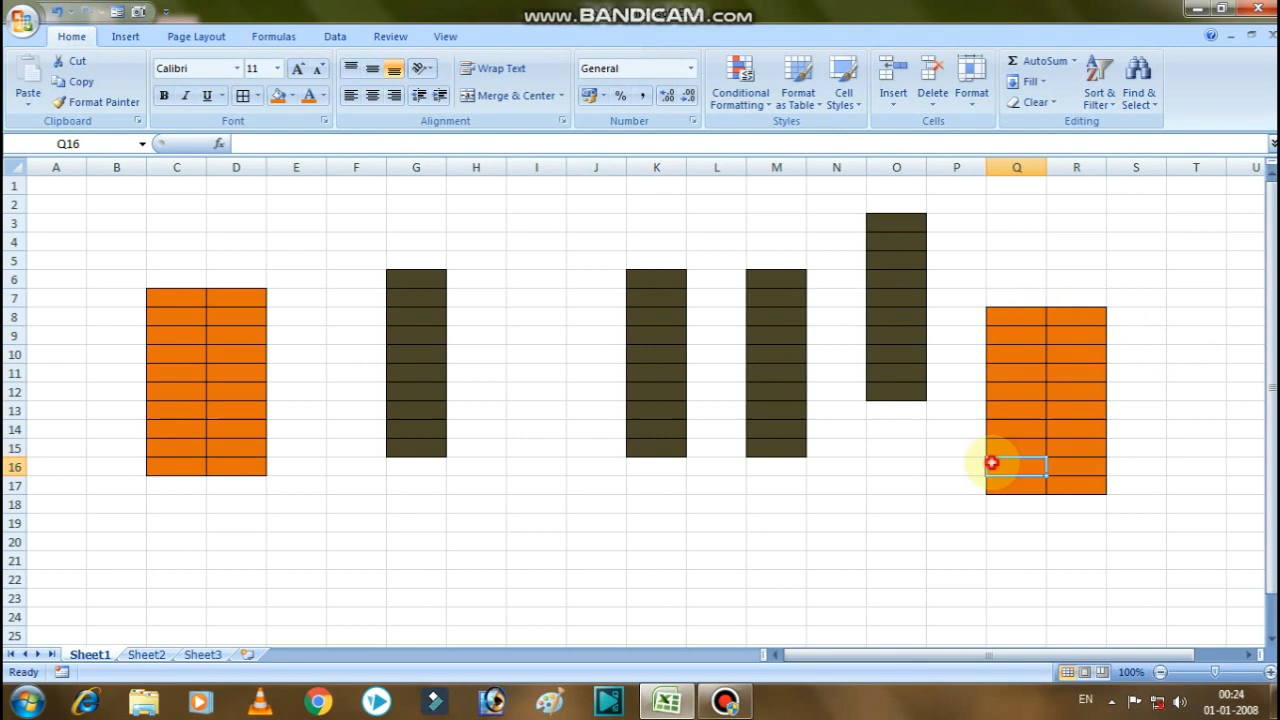 www.BANDICAM.com
Home Insert Page Layout Formulas Data Review View
Paste Cut Copy Format Painter Clipboard
Calibri 11 B I U Font
Wrap Text Merge & Center Alignment
General % , Number
Conditional Formatting Format as Table Cell Styles Styles
Insert Delete Format Cells
Σ AutoSum Fill Clear Sort & Filter Find & Select Editing
Q16 fx
A B C D E F G H I J K L M N O P Q R S T U
1
2
3
4
5
6
7
8
9
10
11
12
13
14
15
16
17
18
19
20
21
22
23
24
25
Sheet1 Sheet2 Sheet3
Ready 100%
EN 00:24
01-01-2008